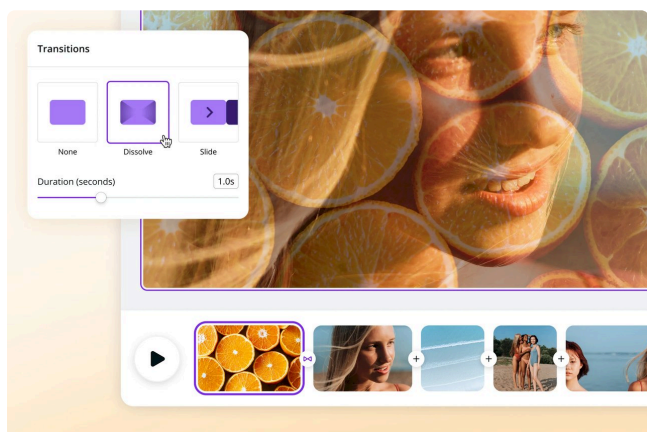 Transitions
None
Dissolve
Slide
Duration (seconds)
1.0s